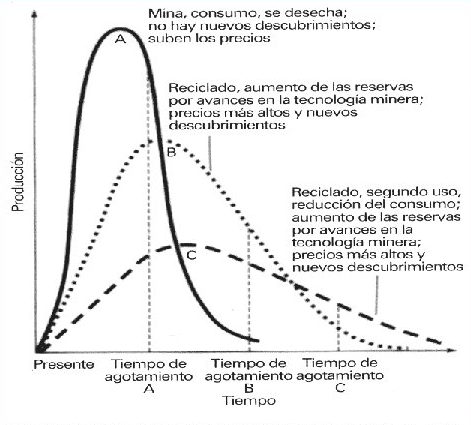 Mina, consumo, se desecha;
no hay nuevos descubrimientos;
suben los precios
A
Reciclado, aumento de las reservas
por avances en la tecnología minera;
precios más altos y nuevos
descubrimientos
B
Reciclado, segundo uso,
reducción del consumo;
aumento de las reservas
por avances en la
tecnología minera;
precios más altos y
nuevos descubrimientos
C
Producción
Presente
Tiempo de
agotamiento
A
Tiempo de
agotamiento
B
Tiempo de
agotamiento
C
Tiempo